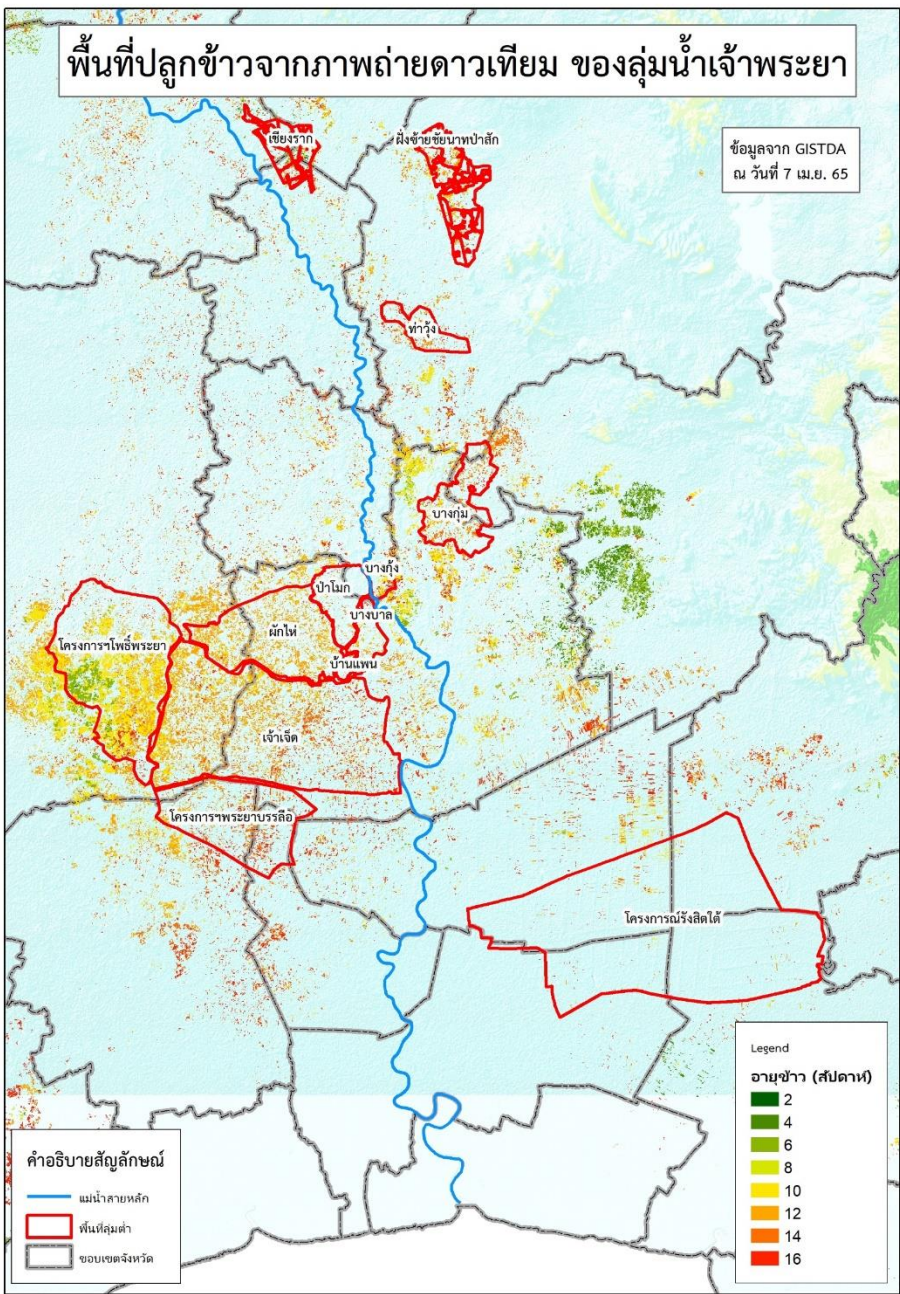 พื้นที่ปลูกข้าวจากภาพถ่ายดาวเทียม ของลุ่มน้ำเจ้าพระยา
ข้อมูลจาก GISTDA
ณ วันที่ 7 เม.ย. 65
เชียงราก
ฝั่งซ้ายชัยนาทป่าสัก
ท่าวุ้ง
บางกุ่ม
บางกุ้ง
ป่าโมก
บางบาล
ผักไห่
บ้านแพน
โครงการฯโพธิ์พระยา
เจ้าเจ็ด
โครงการฯพระยาบรรลือ
โครงการณ์รังสิตใต้
คำอธิบายสัญลักษณ์
แม่น้ำสายหลัก
พื้นที่ลุ่มต่ำ
ขอบเขตจังหวัด
Legend
อายุข้าว (สัปดาห์)
2
4
6
8
10
12
14
16